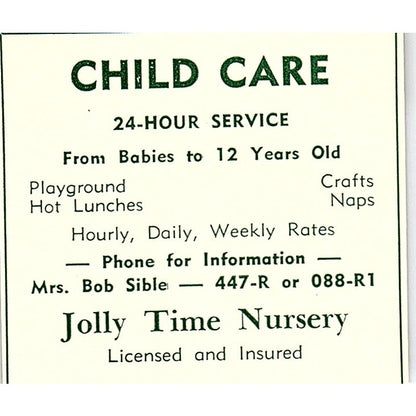 CHILD CARE
24-HOUR SERVICE
From Babies to 12 Years Old
Playground Crafts
Hot Lunches Naps
Hourly, Daily, Weekly Rates
— Phone for Information —
Mrs. Bob Sible — 447-R or 088-R1
Jolly Time Nursery
Licensed and Insured